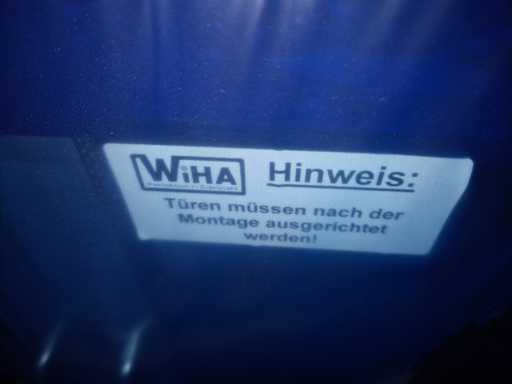 WiHA
Hinweis:
Türen müssen nach der
Montage ausgerichtet
werden!